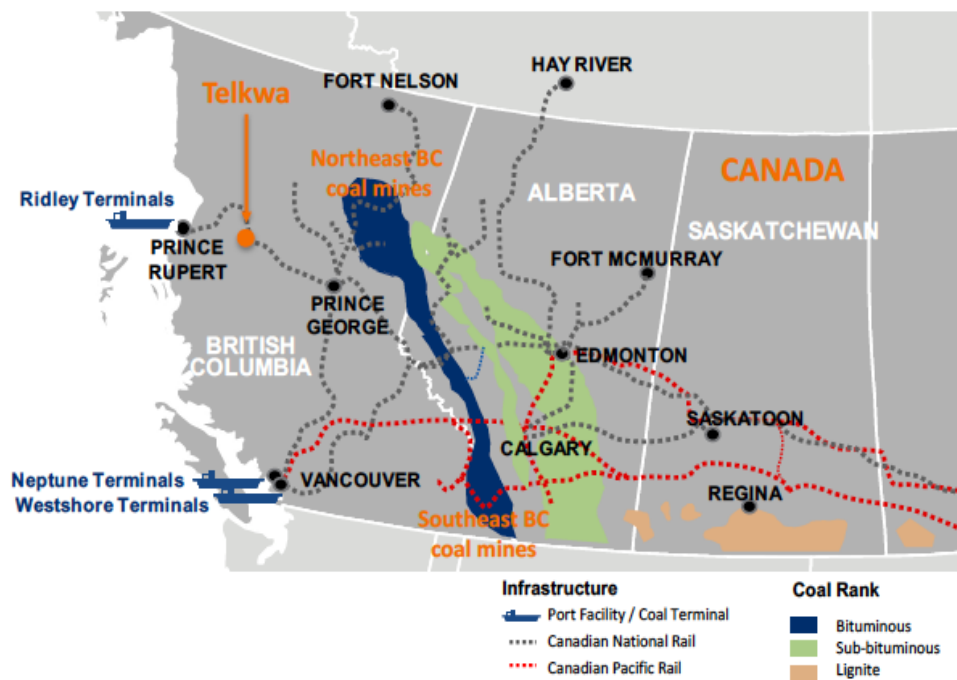 HAY RIVER
FORT NELSON
Telkwa
Northeast BC
coal mines
CANADA
ALBERTA
Ridley Terminals
SASKATCHEWAN
PRINCE
RUPERT
FORT MCMURRAY
PRINCE
GEORGE
BRITISH
COLUMBIA
EDMONTON
SASKATOON
CALGARY
Neptune Terminals
VANCOUVER
Westshore Terminals
REGINA
Southeast BC
coal mines
Infrastructure
Port Facility / Coal Terminal
Canadian National Rail
Canadian Pacific Rail
Coal Rank
Bituminous
Sub-bituminous
Lignite